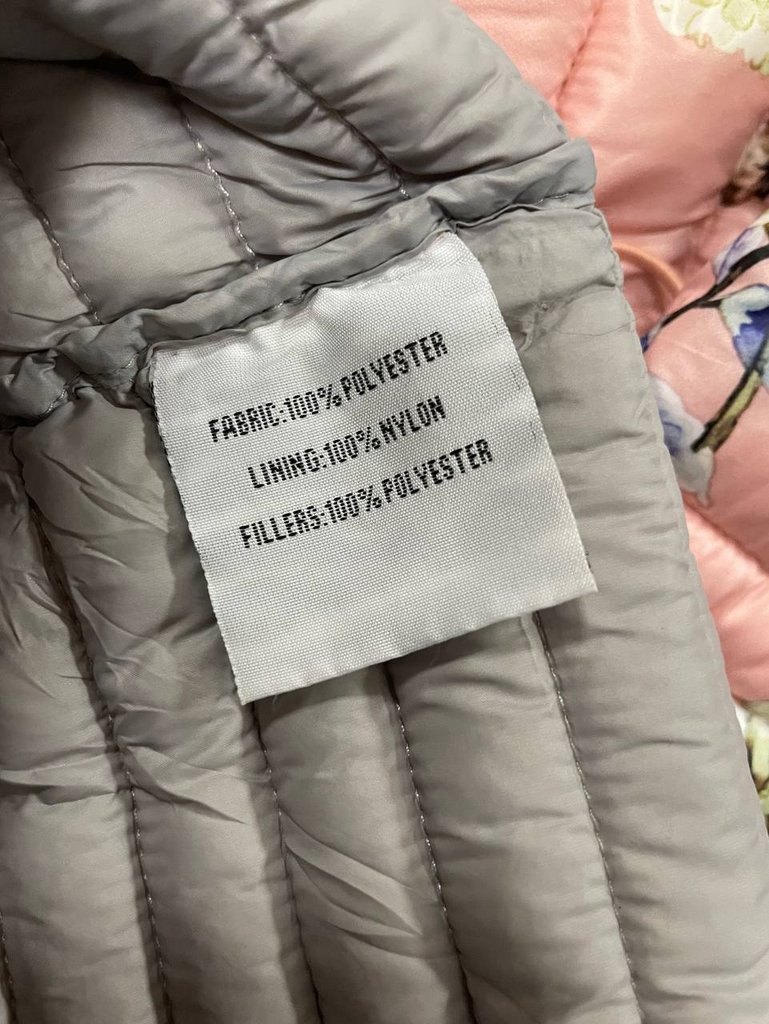 FABRIC:100%POLYESTER
LINING:100%NYLON
FILLERS:100%POLYESTER